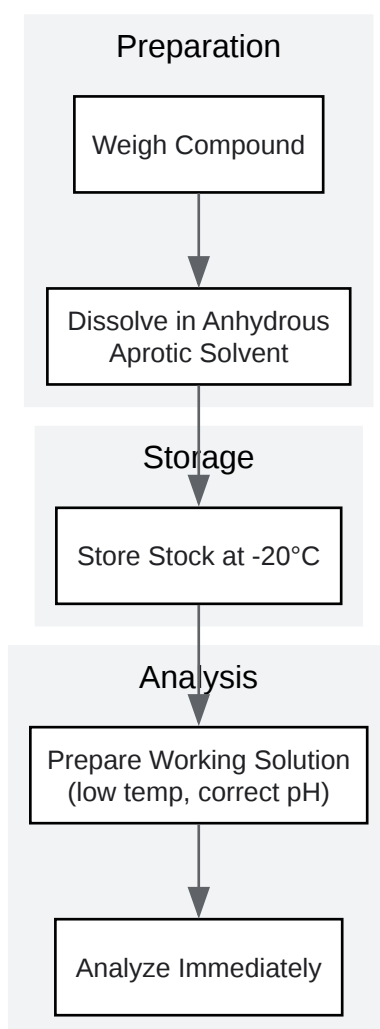 Preparation
Weigh Compound
Dissolve in Anhydrous
Aprotic Solvent
Storage
Store Stock at -20°C
Analysis
Prepare Working Solution
(low temp, correct pH)
Analyze Immediately